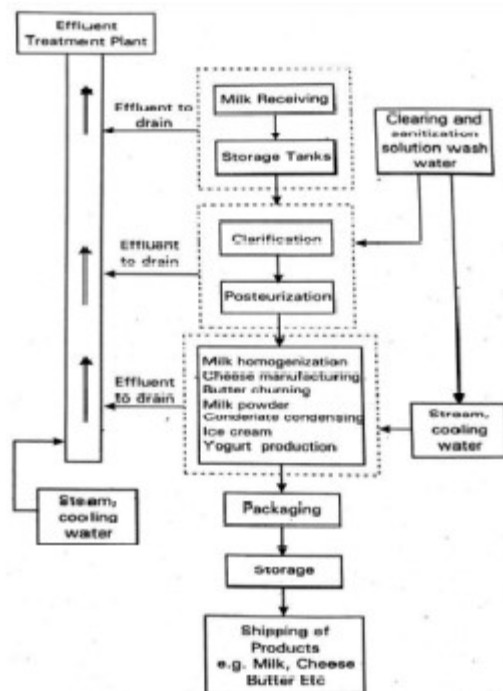 Effluent
Treatment Plant
Effluent to
drain
Milk Receiving
Storage Tanks
Clearing and
sanitization
solution wash
water
Effluent
to drain
Clarification
Posteurization
Effluent
to drain
Milk homogenization
Cheese manufacturing
Butter churning
Milk powder
Condenate condensing
Ice cream
Yogurt production
Stream,
cooling
water
Steam,
cooling
water
Packaging
Storage
Shipping of
Products
e.g. Milk, Cheese
Butter Etc